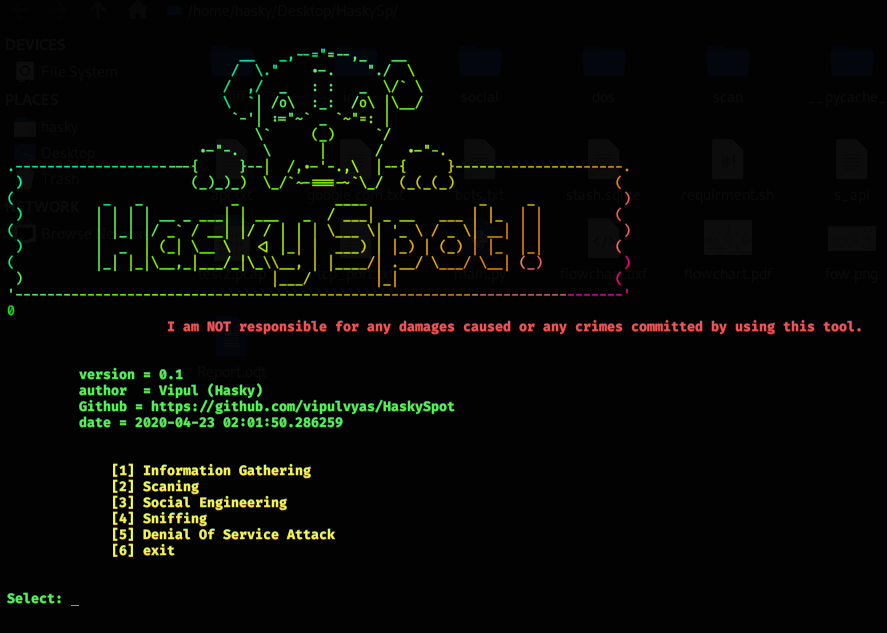 /home/hasky/Desktop/HaskySp/
DEVICES
File System
social
dos
scan
__pycache_
PLACES
hasky
Desktop
Trash
requirment.sh
s_api
NETWORK
Browse
Hasky Spot!
flowchart.pdf
fow.png
0
I am NOT responsible for any damages caused or any crimes committed by using this tool.
Report.odt
version = 0.1
author = Vipul (Hasky)
Github = https://github.com/vipulvyas/HaskySpot
date = 2020-04-23 02:01:50.286259
[1] Information Gathering
[2] Scaning
[3] Social Engineering
[4] Sniffing
[5] Denial Of Service Attack
[6] exit
Select: _